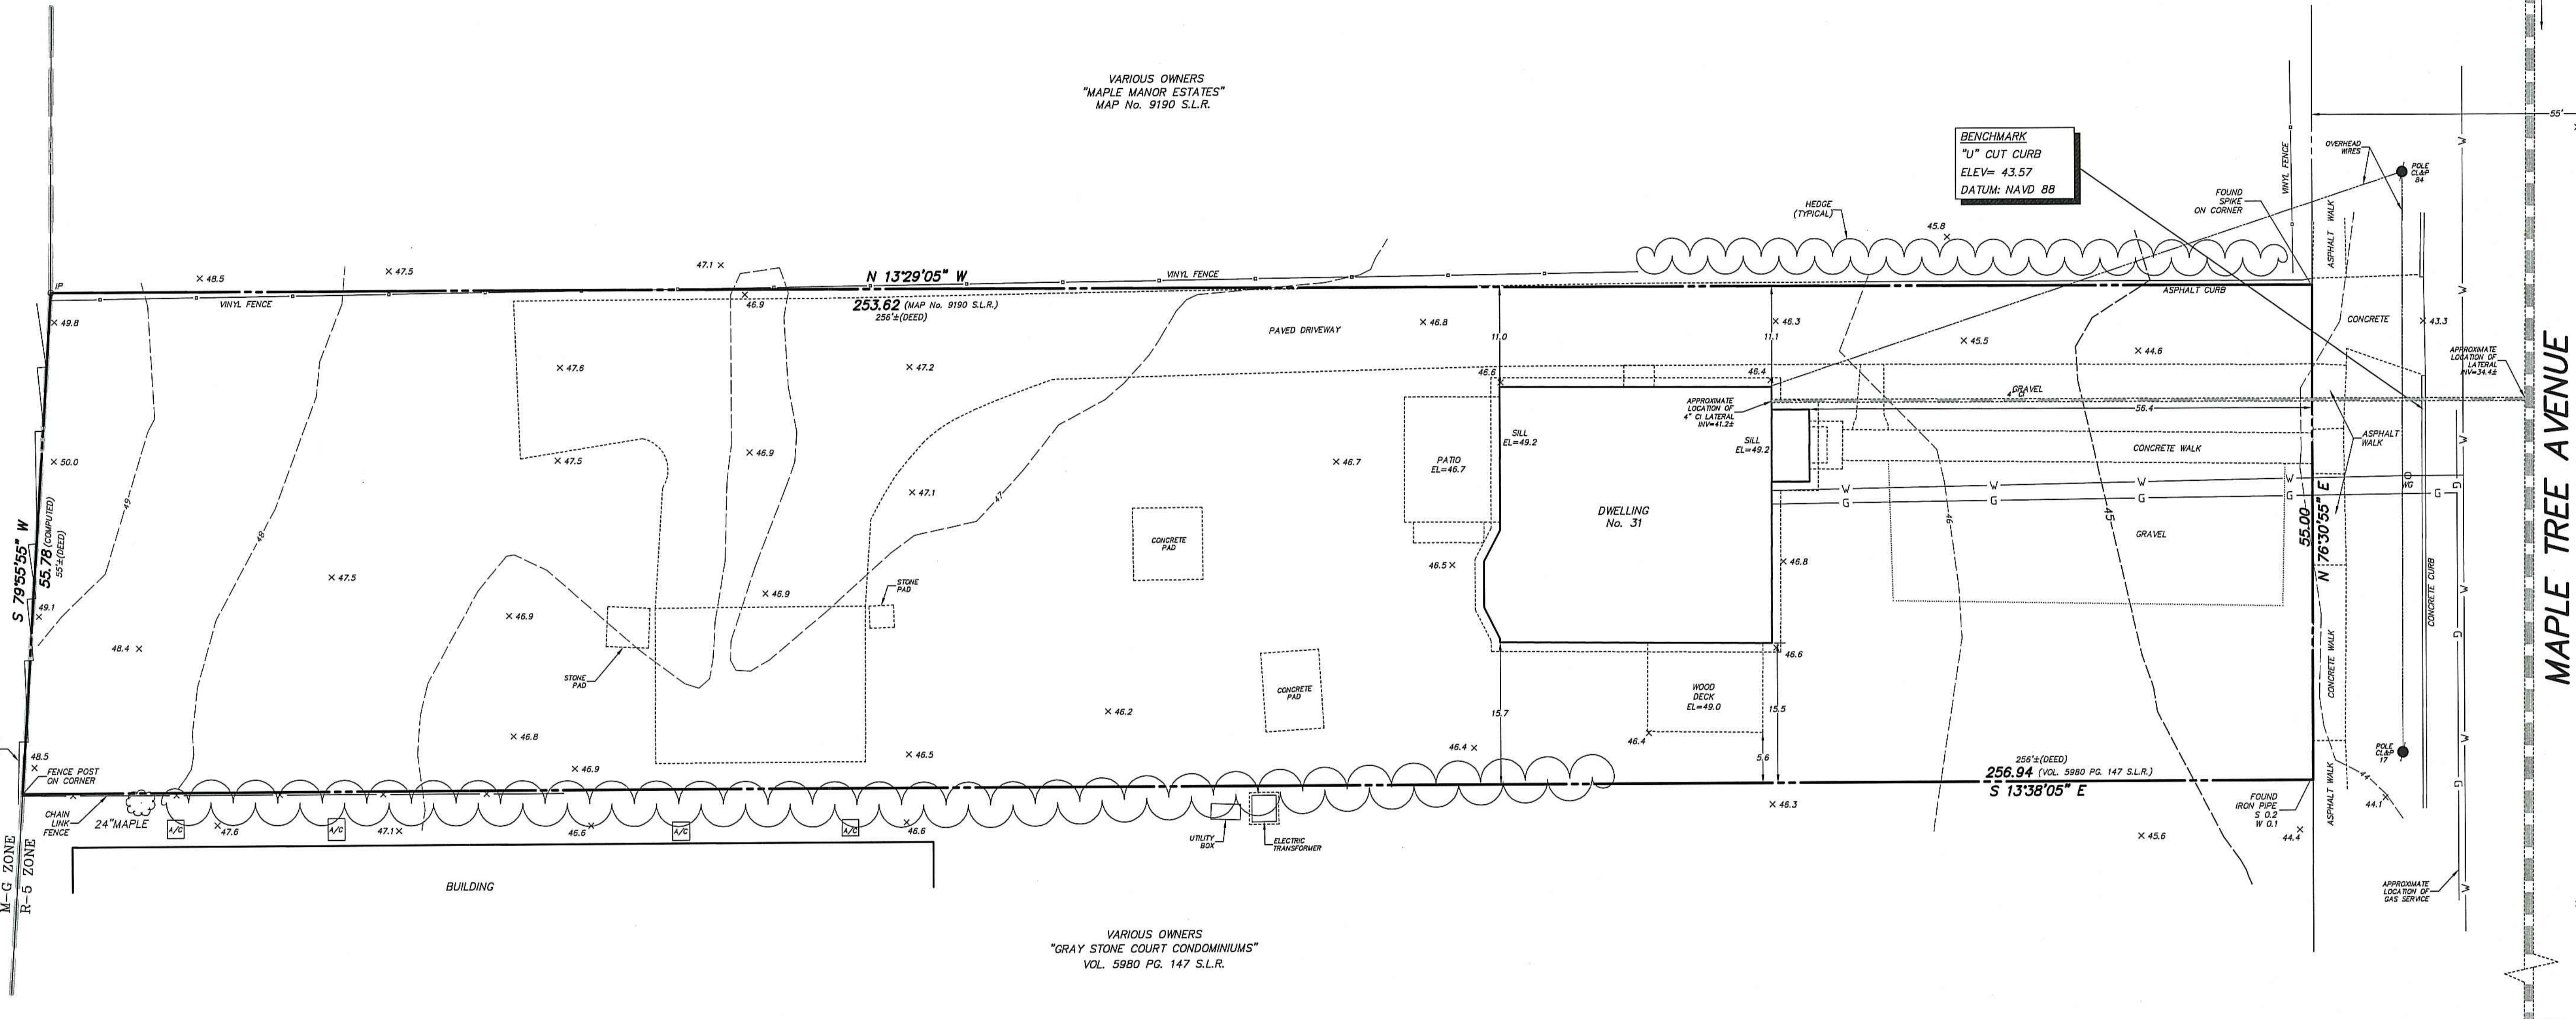 VARIOUS OWNERS
"MAPLE MANOR ESTATES"
MAP No. 9190 S.L.R.
BENCHMARK
"U" CUT CURB
ELEV= 43.57
DATUM: NAVD 88
OVERHEAD
WIRES
POLE
CL&P
84
55'
VINYL FENCE
FOUND
SPIKE
ON CORNER
ASPHALT WALK
HEDGE
(TYPICAL)
45.8
IP
48.5
47.5
47.1
N 13°29'05" W
VINYL FENCE
VINYL FENCE
253.62 (MAP No. 9190 S.L.R.)
256'±(DEED)
46.9
ASPHALT CURB
49.8
PAVED DRIVEWAY
46.8
11.0
11.1
46.3
45.5
44.6
CONCRETE
43.3
APPROXIMATE
LOCATION OF
LATERAL
INV=34.4±
MAPLE TREE AVENUE
47.6
47.2
46.6
46.4
GRAVEL
4" CI
56.4
APPROXIMATE
LOCATION OF
4" CI LATERAL
INV=41.2±
SILL
EL=49.2
SILL
EL=49.2
CONCRETE WALK
ASPHALT
WALK
50.0
47.5
46.9
46.7
PATIO
EL=46.7
47.1
47
49
48
46
45
W W W W
G G G G G
WG
DWELLING
No. 31
GRAVEL
55.00
N 76°30'55" E
S 79°55'55" W
55.78 (COMPUTED)
55'±(DEED)
49.1
48.4
47.5
46.9
46.9
STONE
PAD
STONE
PAD
CONCRETE
PAD
46.5
46.8
46.6
CONCRETE CURB
CONCRETE WALK
CONCRETE
PAD
46.2
15.7
WOOD
DECK
EL=49.0
15.5
46.4
46.4
5.6
46.8
46.9
46.5
48.5
FENCE POST
ON CORNER
CHAIN
LINK
FENCE
24"MAPLE
A/C
47.6
A/C
47.1
46.6
A/C
A/C
46.6
UTILITY
BOX
ELECTRIC
TRANSFORMER
46.3
256'±(DEED)
256.94 (VOL. 5980 PG. 147 S.L.R.)
S 13°38'05" E
45.6
FOUND
IRON PIPE
S 0.2
W 0.1
44.4
ASPHALT WALK
44
44.1
POLE
CL&P
17
APPROXIMATE
LOCATION OF
GAS SERVICE
M-G ZONE
R-5 ZONE
BUILDING
VARIOUS OWNERS
"GRAY STONE COURT CONDOMINIUMS"
VOL. 5980 PG. 147 S.L.R.